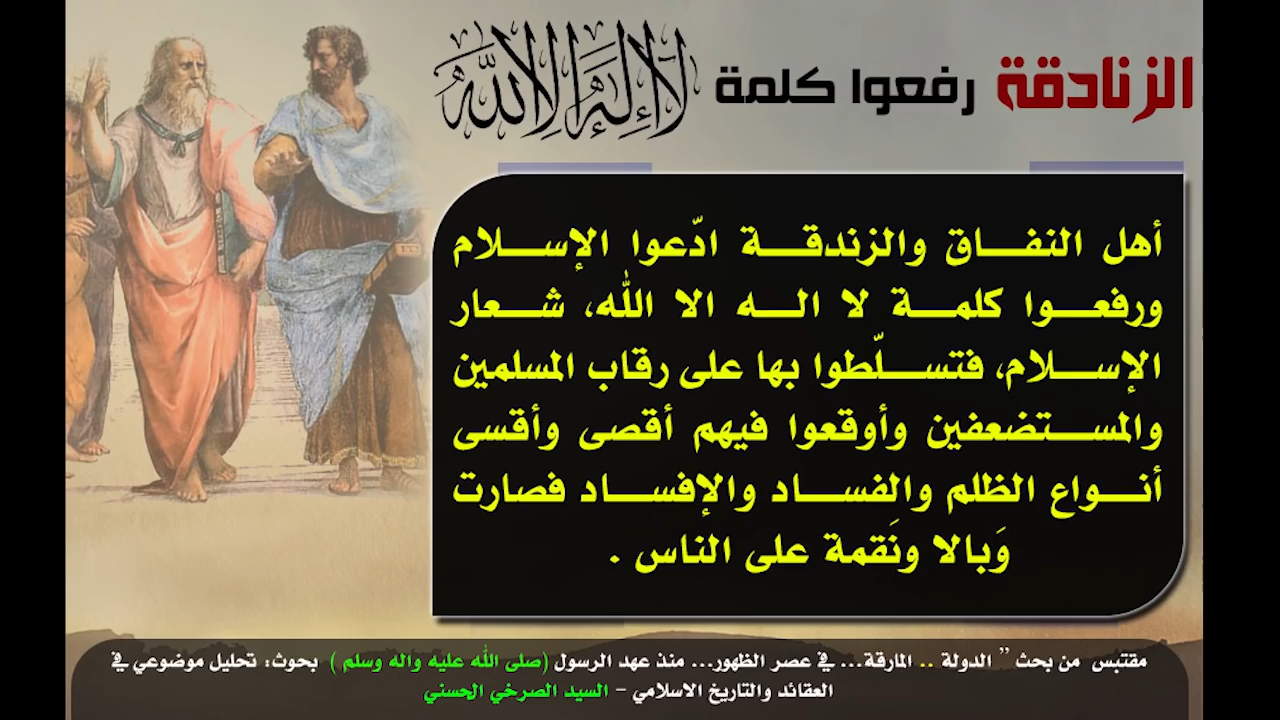 الزنادقة رفعوا كلمة لا إله إلا الله
أهل النفاق والزندقة ادّعوا الإسلام
ورفعوا كلمة لا اله الا الله، شعار
الإسلام، فتسلّطوا بها على رقاب المسلمين
والمستضعفين وأوقعوا فيهم أقصى وأقسى
أنواع الظلم والفساد والإفساد فصارت
وَبالا ونَقمة على الناس .
مقتبس من بحث " الدولة .. المارقة... في عصر الظهور... منذ عهد الرسول (صلى الله عليه واله وسلم ) بحوث: تحليل موضوعي في
العقائد والتاريخ الاسلامي – السيد الصرخي الحسني